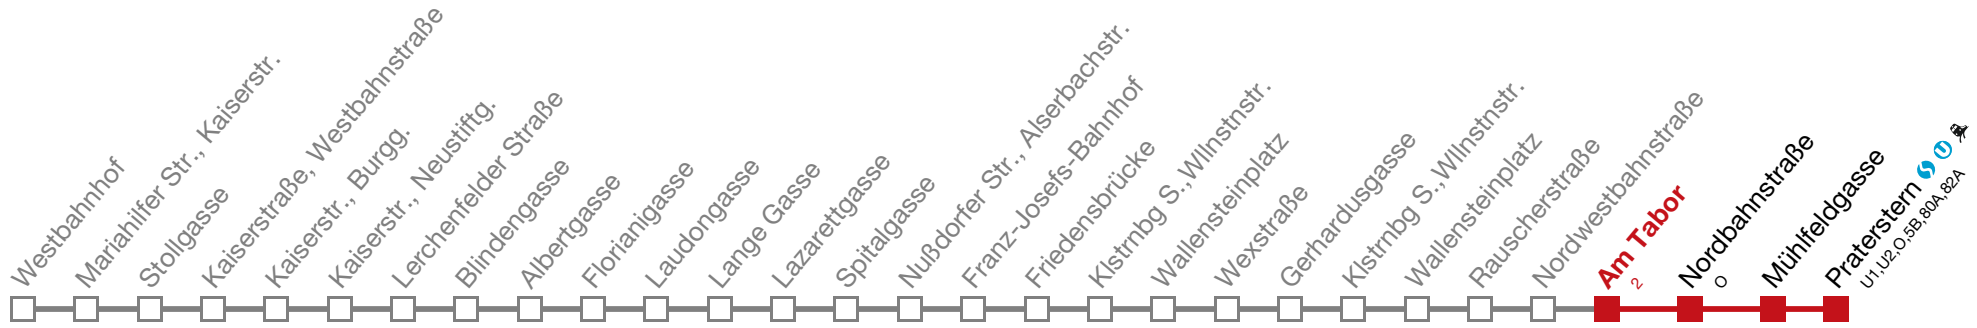 Westbahnhof
Mariahilfer Str., Kaiserstr.
Stollgasse
Kaiserstraße, Westbahnstraße
Kaiserstr., Burgg.
Kaiserstr., Neustiftg.
Lerchenfelder Straße
Blindengasse
Albertgasse
Florianigasse
Laudongasse
Lange Gasse
Lazarettgasse
Spitalgasse
Nußdorfer Str., Alserbachstr.
Franz-Josefs-Bahnhof
Friedensbrücke
Klstrnbg S., Wllnstnstr.
Wallensteinplatz
Wexstraße
Gerhardusgasse
Klstrnbg S., Wllnstnstr.
Wallensteinplatz
Rauscherstraße
Nordwestbahnstraße
Am Tabor
2
Nordbahnstraße
O
Mühlfeldgasse
Praterstern U
U1,U2,O,5B,80A,82A